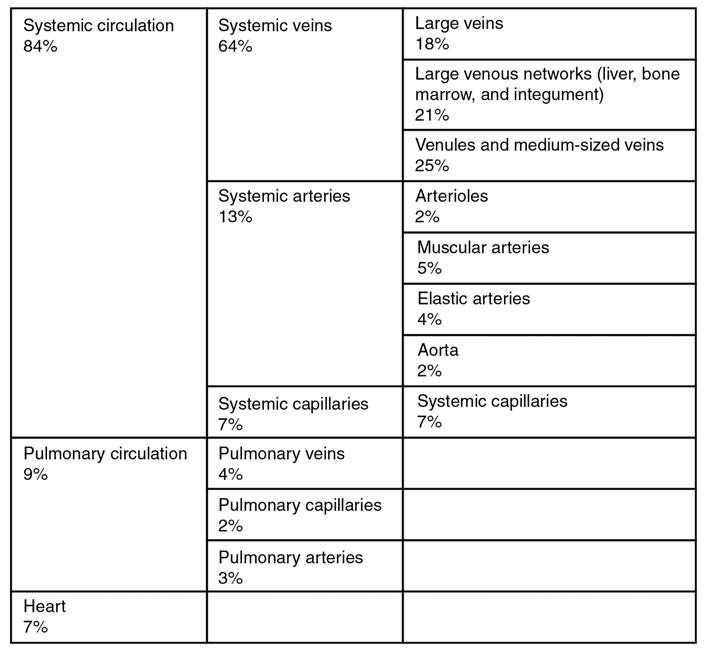 Systemic circulation
84%
Systemic veins
64%
Large veins
18%
Large venous networks (liver, bone
marrow, and integument)
21%
Venules and medium-sized veins
25%
Systemic arteries
13%
Arterioles
2%
Muscular arteries
5%
Elastic arteries
4%
Aorta
2%
Systemic capillaries
7%
Systemic capillaries
7%
Pulmonary circulation
9%
Pulmonary veins
4%
Pulmonary capillaries
2%
Pulmonary arteries
3%
Heart
7%